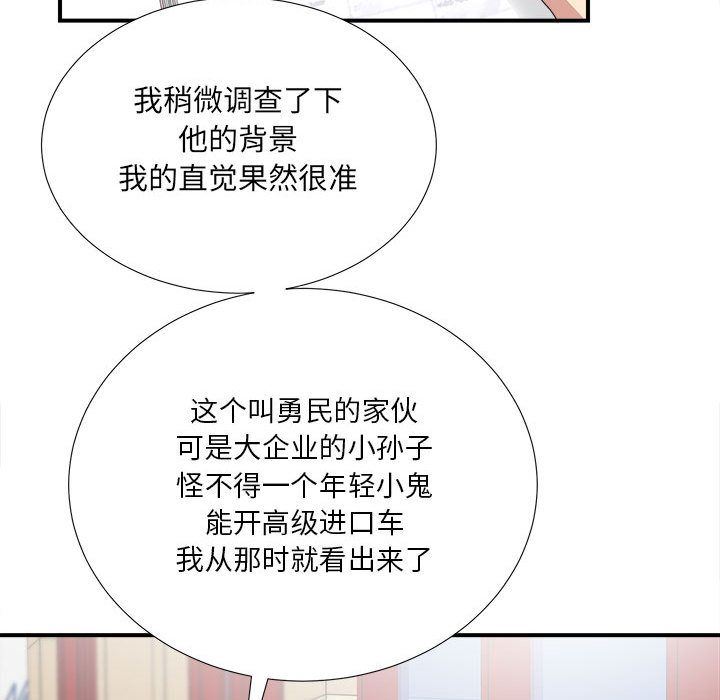 我稍微调查了下
他的背景
我的直觉果然很准
这个叫勇民的家伙
可是大企业的小孙子
怪不得一个年轻小鬼
能开高级进口车
我从那时就看出来了